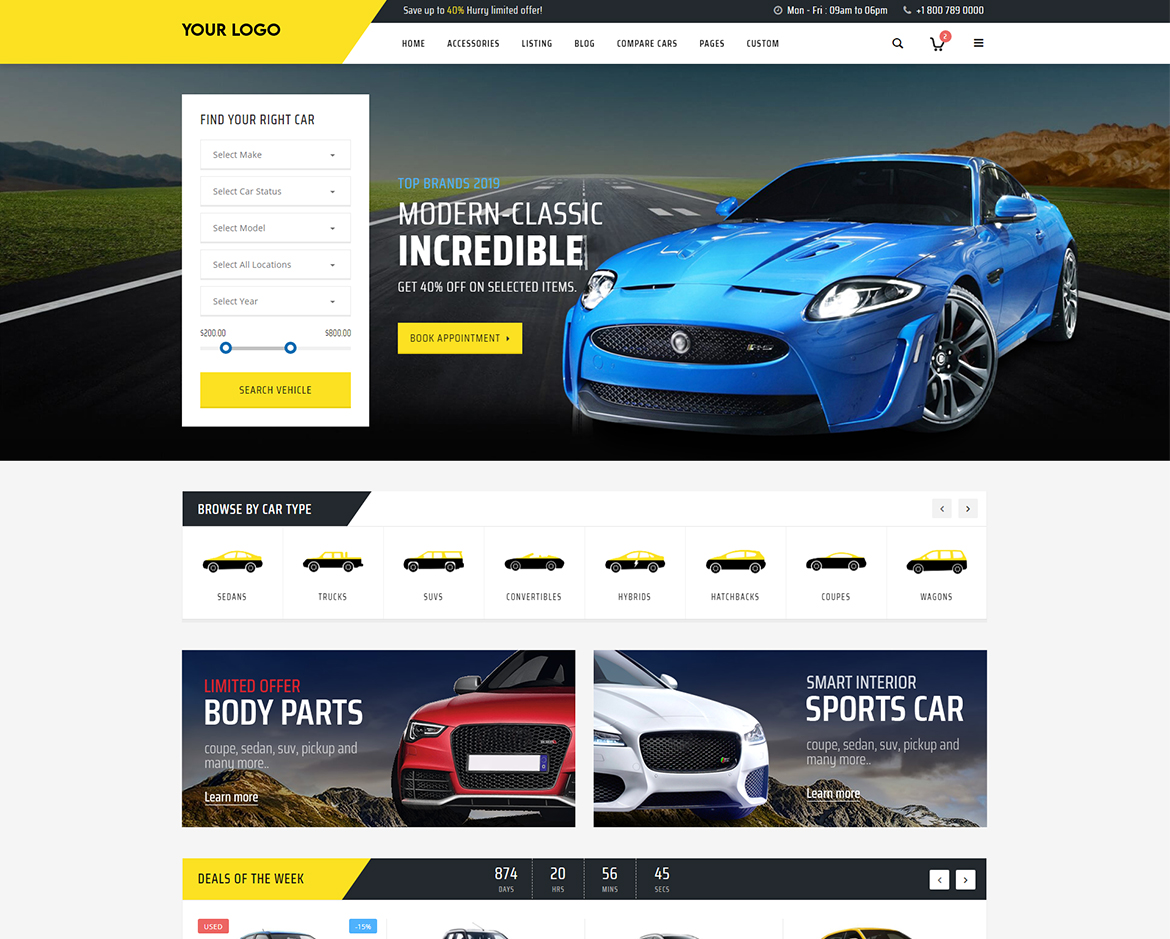 YOUR LOGO
Save up to 40% Hurry limited offer!
Mon - Fri : 09am to 06pm
+1 800 789 0000
HOME
ACCESSORIES
LISTING
BLOG
COMPARE CARS
PAGES
CUSTOM
2
FIND YOUR RIGHT CAR
Select Make
Select Car Status
Select Model
Select All Locations
Select Year
$200.00
$800.00
SEARCH VEHICLE
TOP BRANDS 2019
MODERN-CLASSIC
INCREDIBLE
GET 40% OFF ON SELECTED ITEMS.
BOOK APPOINTMENT
BROWSE BY CAR TYPE
SEDANS
TRUCKS
SUVS
CONVERTIBLES
HYBRIDS
HATCHBACKS
COUPES
WAGONS
LIMITED OFFER
BODY PARTS
coupe, sedan, suv, pickup and
many more..
Learn more
SMART INTERIOR
SPORTS CAR
coupe, sedan, suv, pickup and
many more..
Learn more
DEALS OF THE WEEK
874
DAYS
20
HRS
56
MINS
45
SECS
USED
-15%